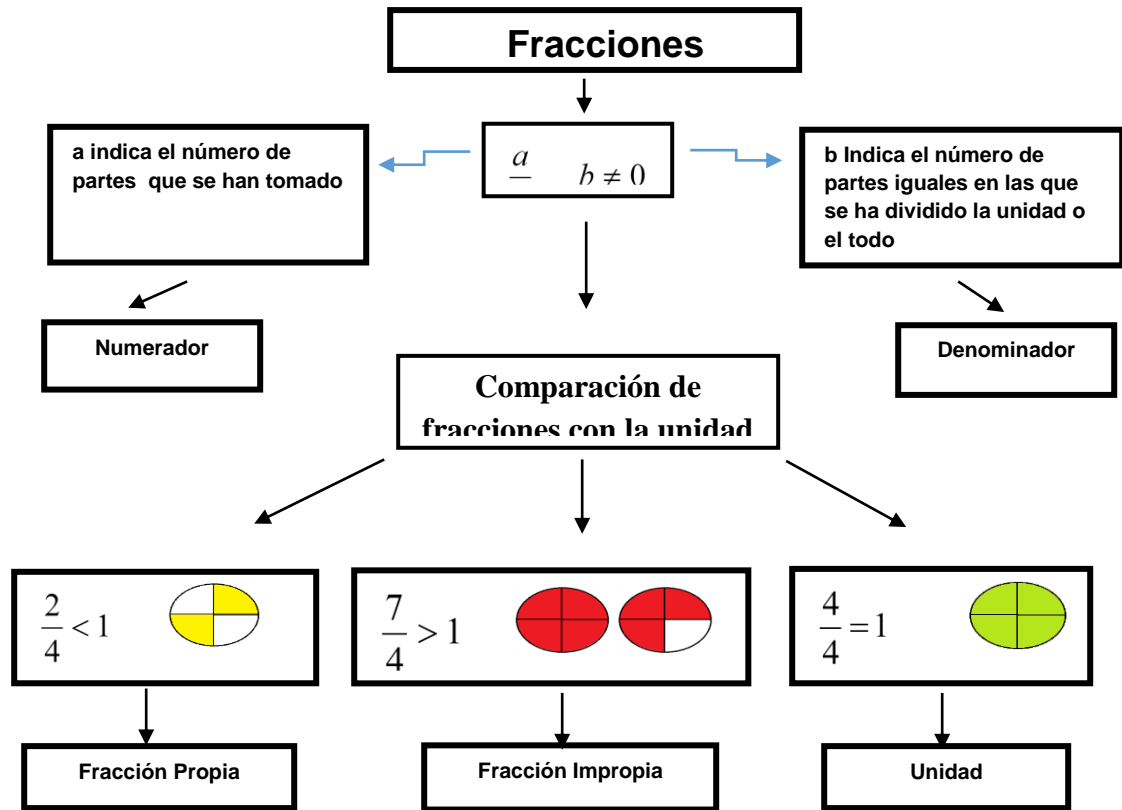 Fracciones
a indica el número de
partes que se han tomado
a
b ≠ 0
b Indica el número de
partes iguales en las que
se ha dividido la unidad o
el todo
Numerador
Denominador
Comparación de
fracciones con la unidad
2/4 < 1
7/4 > 1
4/4 = 1
Fracción Propia
Fracción Impropia
Unidad